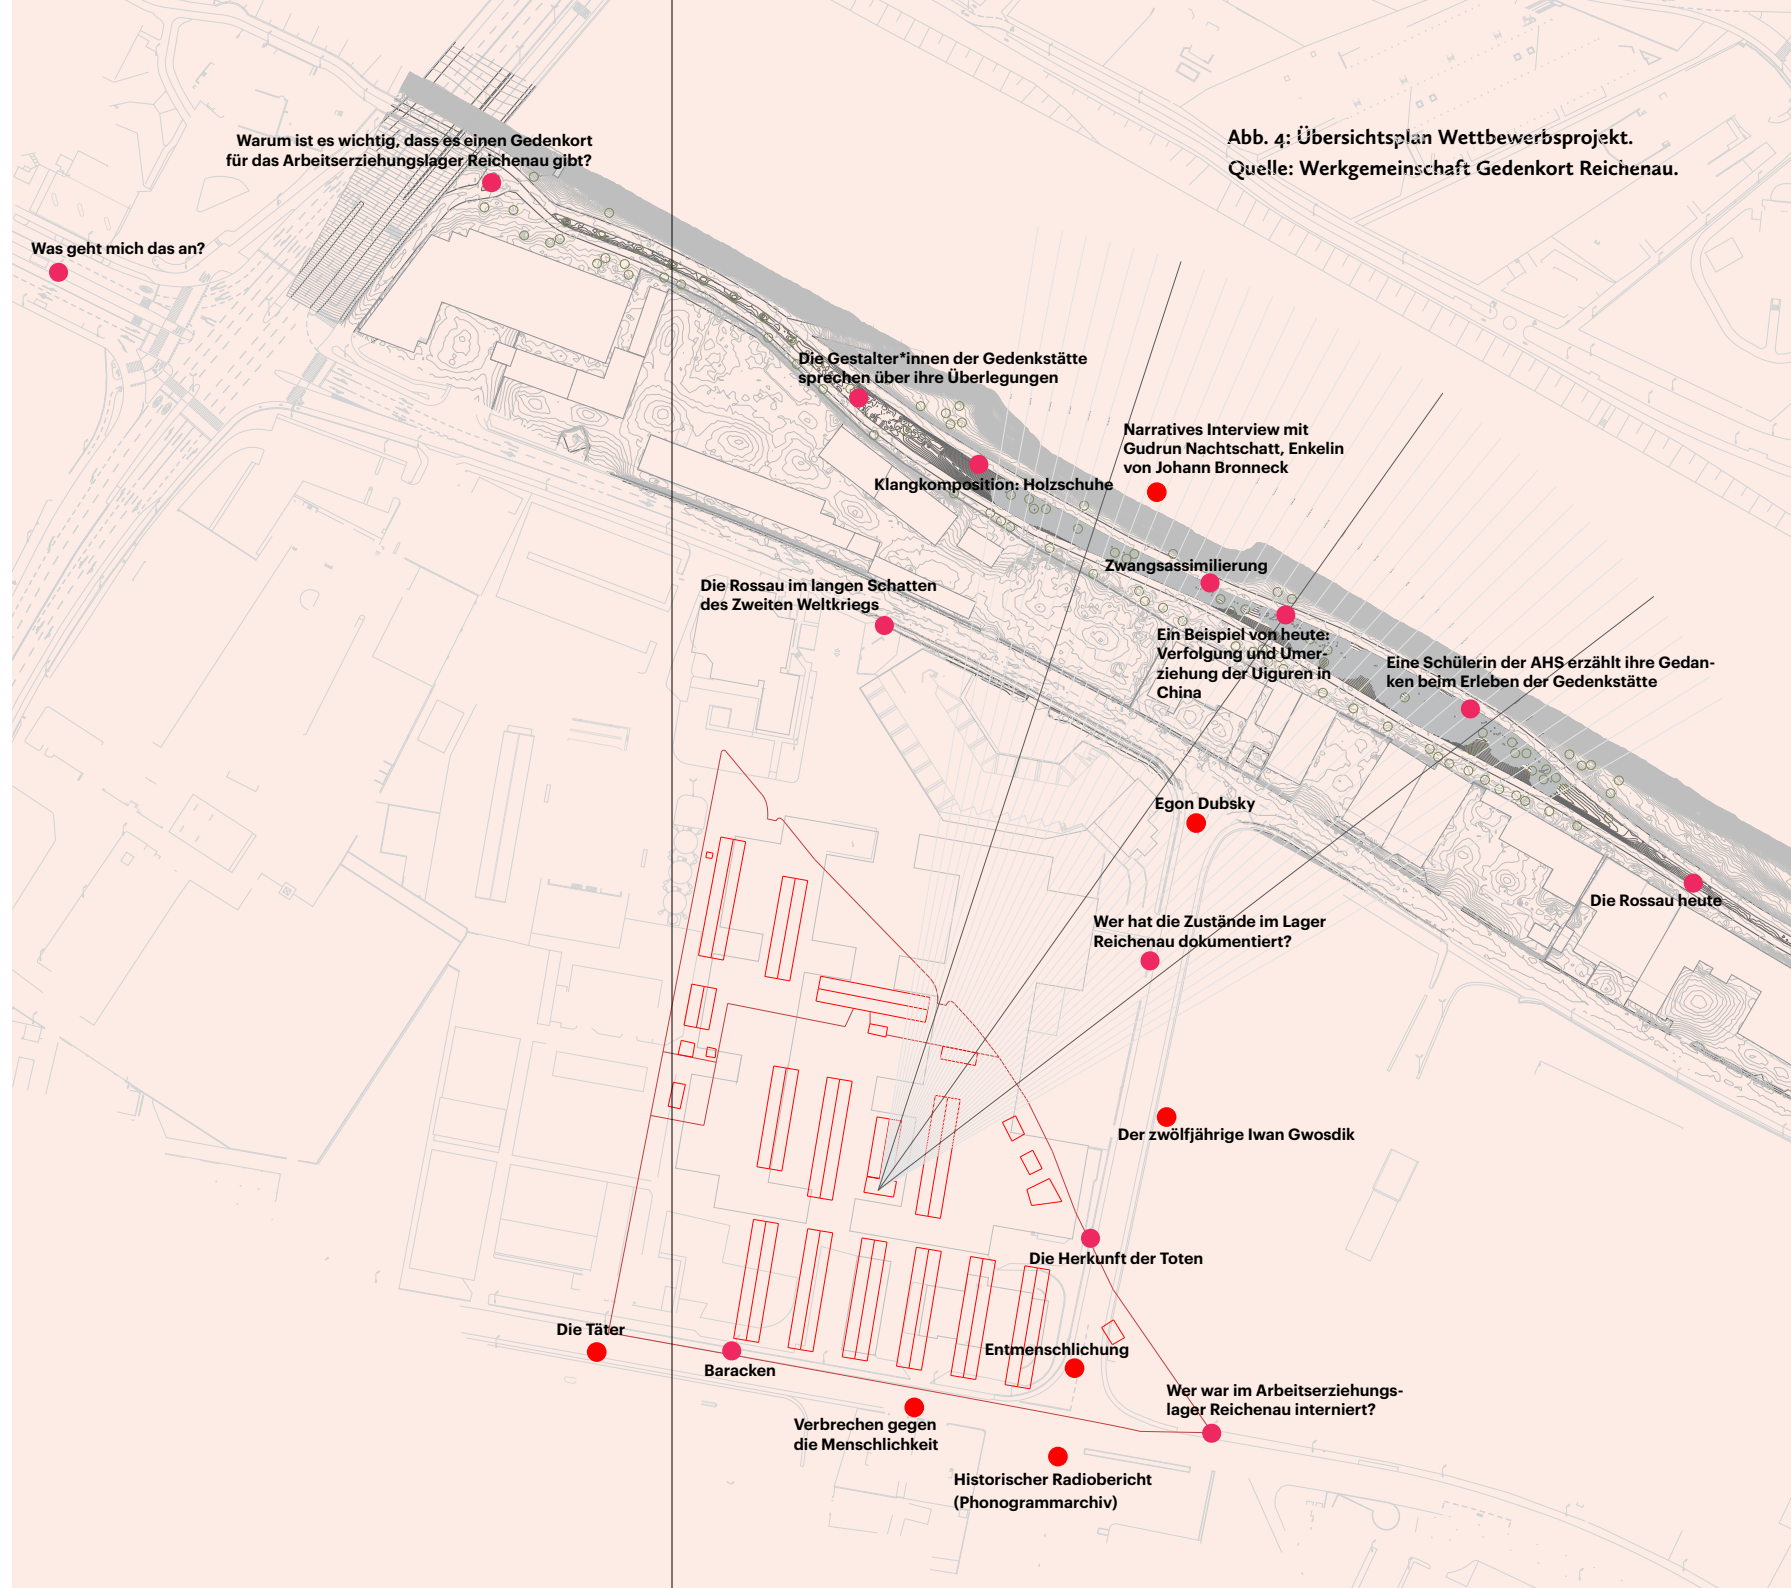 Abb. 4: Übersichtsplan Wettbewerbsprojekt.
Quelle: Werkgemeinschaft Gedenkort Reichenau.
Warum ist es wichtig, dass es einen Gedenkort
für das Arbeitserziehungslager Reichenau gibt?
Was geht mich das an?
Die Gestalter*innen der Gedenkstätte
sprechen über ihre Überlegungen
Narratives Interview mit
Gudrun Nachtschatt, Enkelin
von Johann Bronneck
Klangkomposition: Holzschuhe
Zwangsassimilierung
Die Rossau im langen Schatten
des Zweiten Weltkriegs
Ein Beispiel von heute:
Verfolgung und Umer-
ziehung der Uiguren in
China
Eine Schülerin der AHS erzählt ihre Gedan-
ken beim Erleben der Gedenkstätte
Egon Dubsky
Die Rossau heute
Wer hat die Zustände im Lager
Reichenau dokumentiert?
Der zwölfjährige Iwan Gwosdik
Die Herkunft der Toten
Die Täter
Baracken
Entmenschlichung
Wer war im Arbeitserziehungs-
lager Reichenau interniert?
Verbrechen gegen
die Menschlichkeit
Historischer Radiobericht
(Phonogrammarchiv)